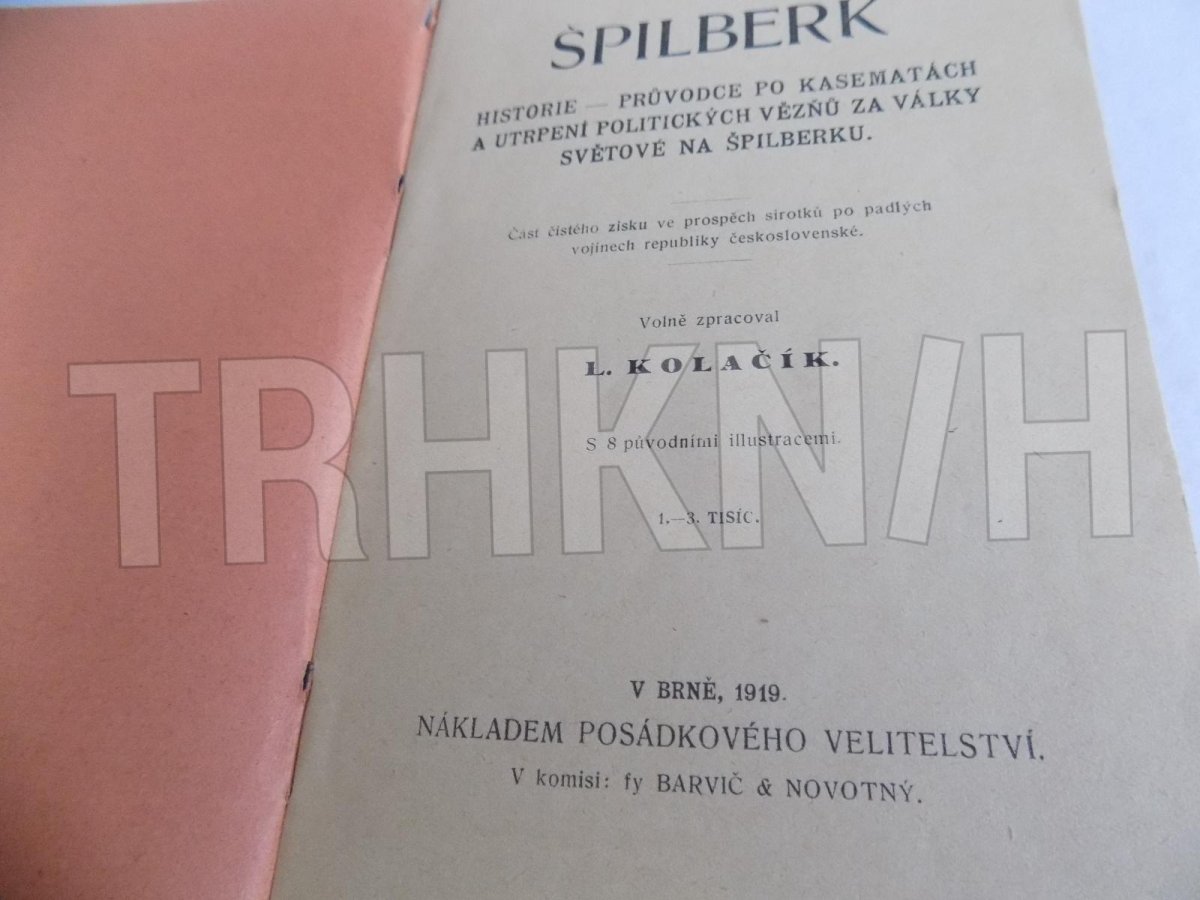 ŠPILBERK
HISTORIE — PRŮVODCE PO KASEMATÁCH
A UTRPENÍ POLITICKÝCH VĚZŇŮ ZA VÁLKY
SVĚTOVÉ NA ŠPILBERKU.
Část čistého zisku ve prospěch sirotků po padlých
vojínech republiky československé.
Volně zpracoval
L. KOLAČÍK.
S 8 původními illustracemi.
TRHKN/H
1.—3. TISÍC.
V BRNĚ, 1919.
NÁKLADEM POSÁDKOVÉHO VELITELSTVÍ.
V komisi: fy BARVIČ & NOVOTNÝ.